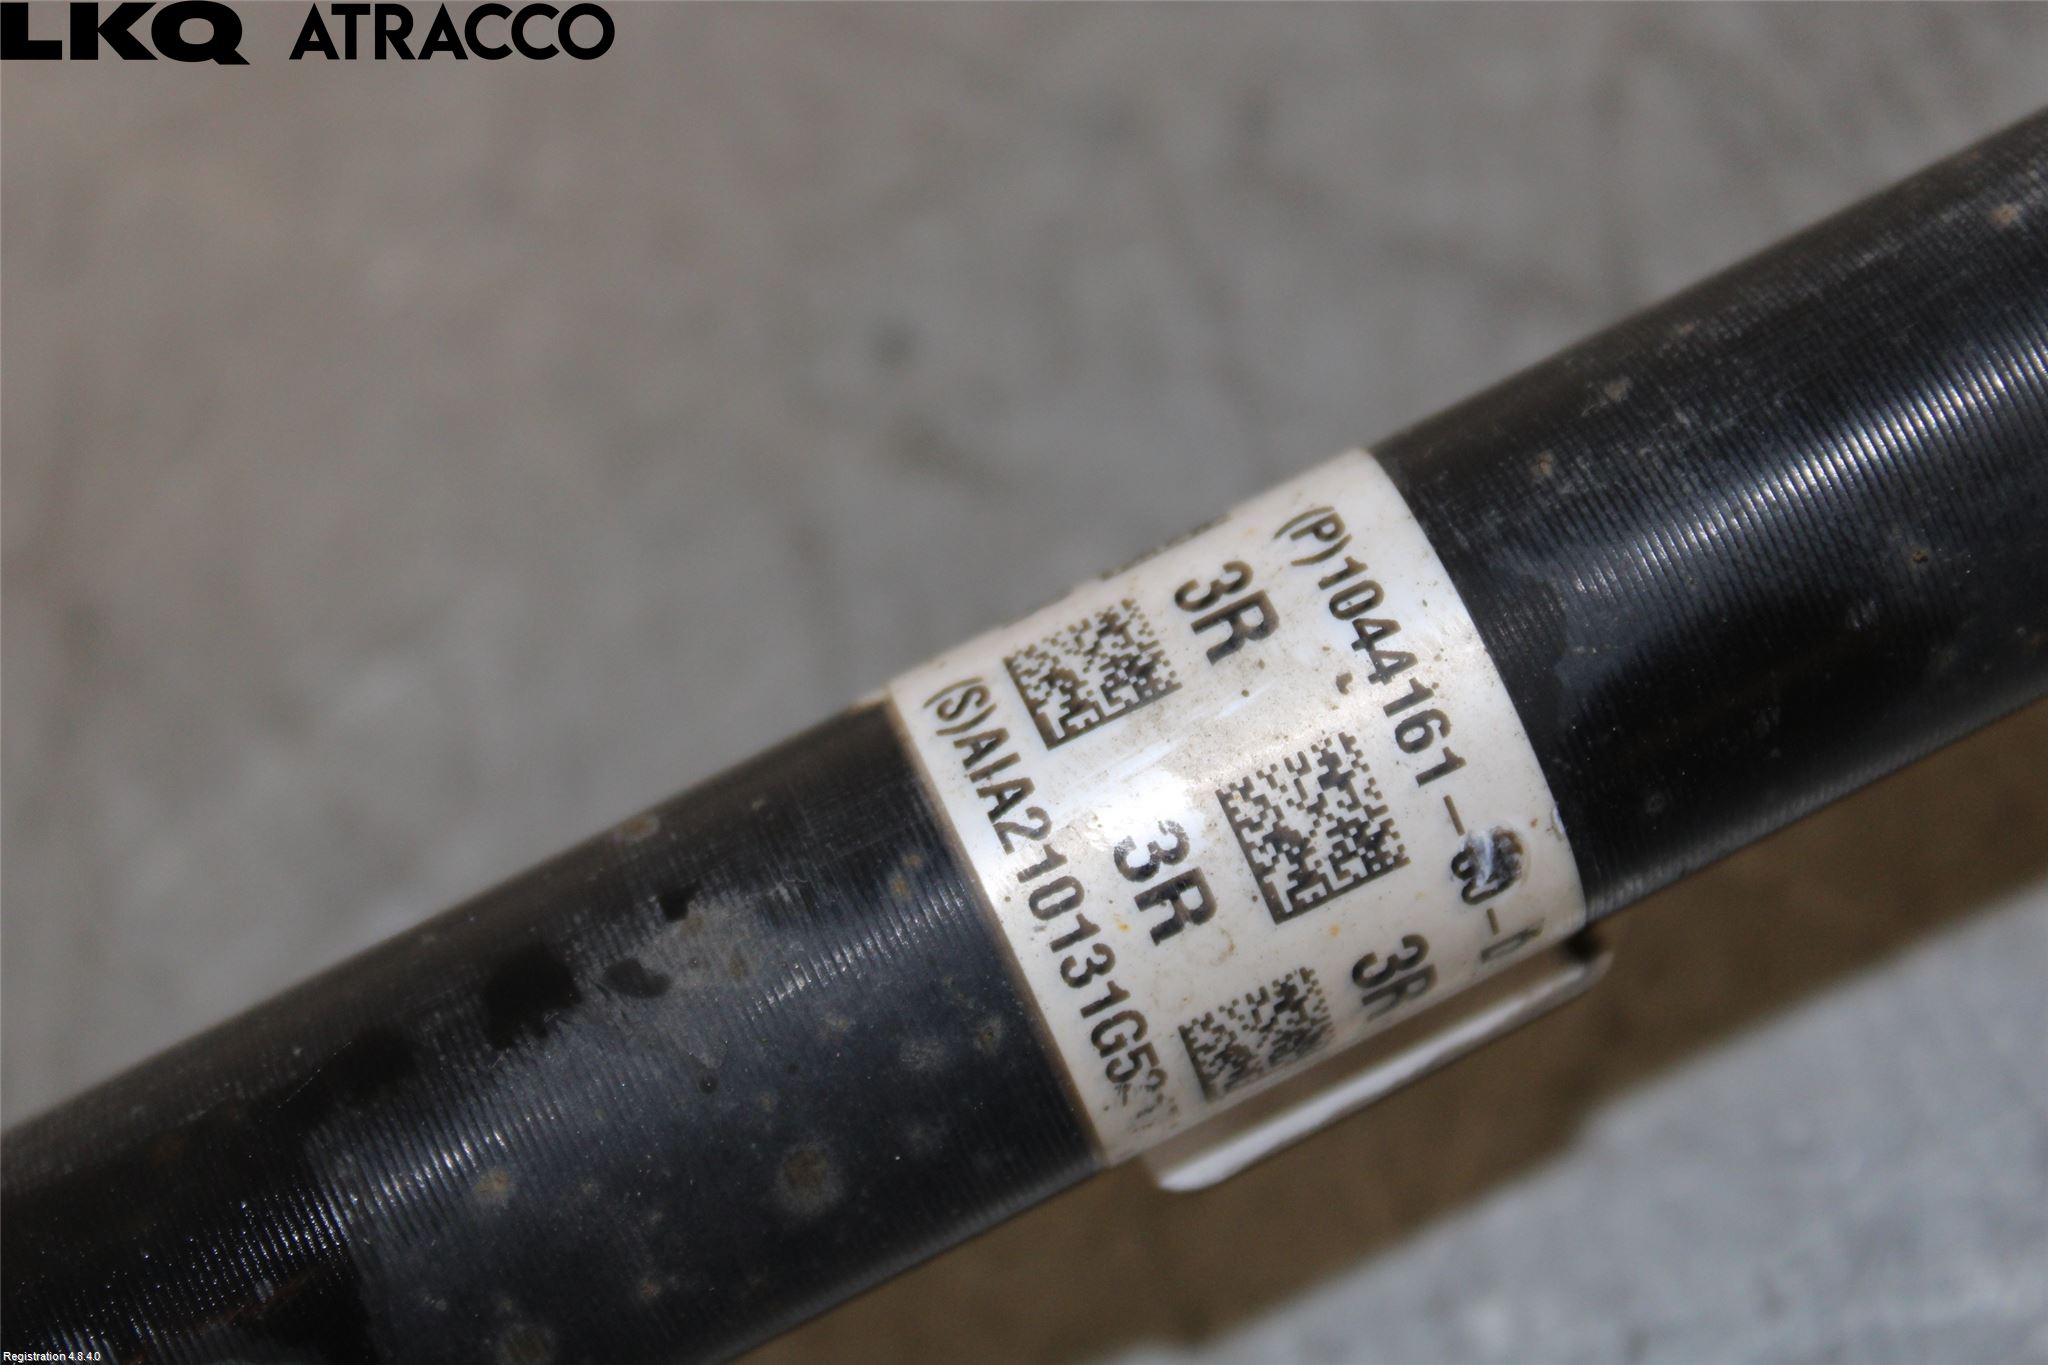 LKQ ATRACCO
(P)1044161-
3R
3R
3R
(S)AIA210131G5
Registration 4.8.4.0